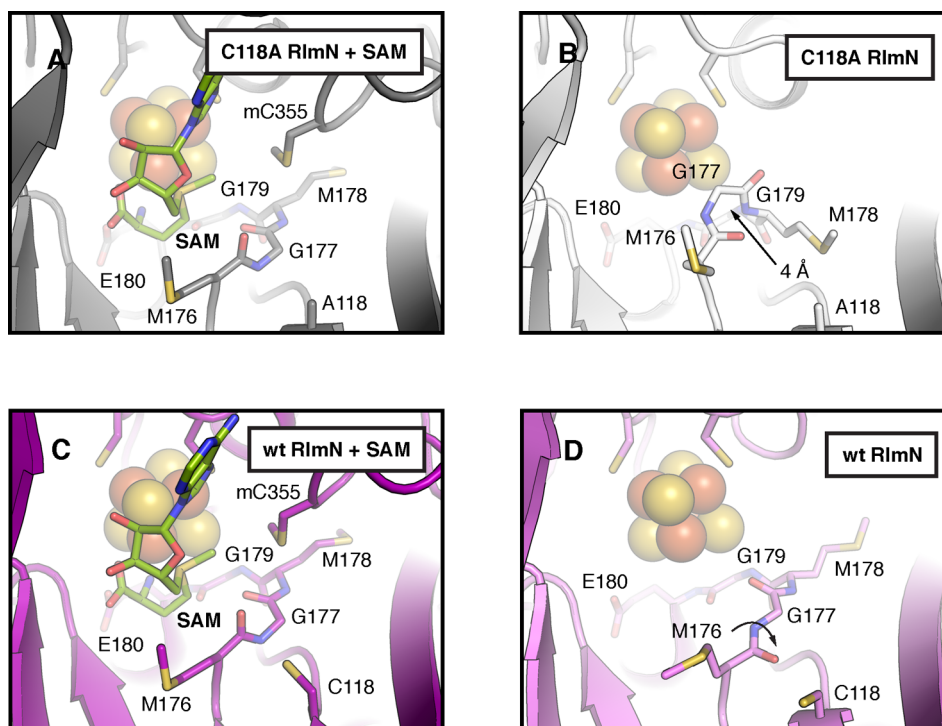 A
C118A RlmN + SAM
mC355
G179
M178
SAM
G177
E180
M176
A118
B
C118A RlmN
G177
G179
E180
M176
M178
4 Å
A118
C
wt RlmN + SAM
mC355
G179
M178
SAM
G177
E180
M176
C118
D
wt RlmN
G179
E180
M178
G177
M176
C118